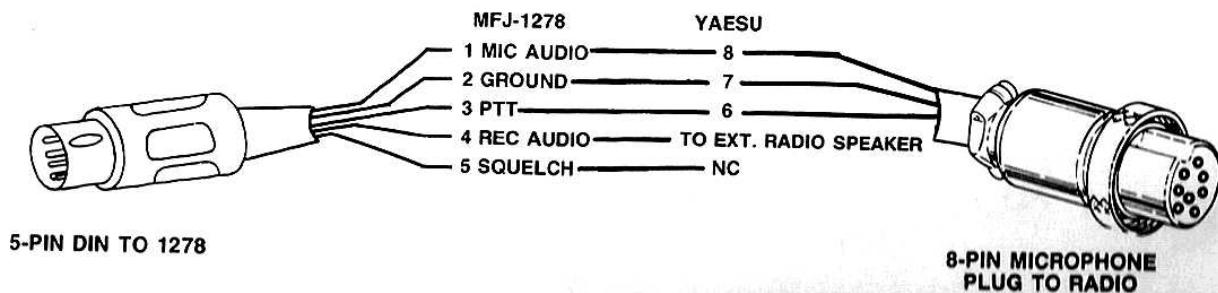 MFJ-1278 YAESU
1 MIC AUDIO 8
2 GROUND 7
3 PTT 6
4 REC AUDIO TO EXT. RADIO SPEAKER
5 SQUELCH NC
5-PIN DIN TO 1278
8-PIN MICROPHONE
PLUG TO RADIO